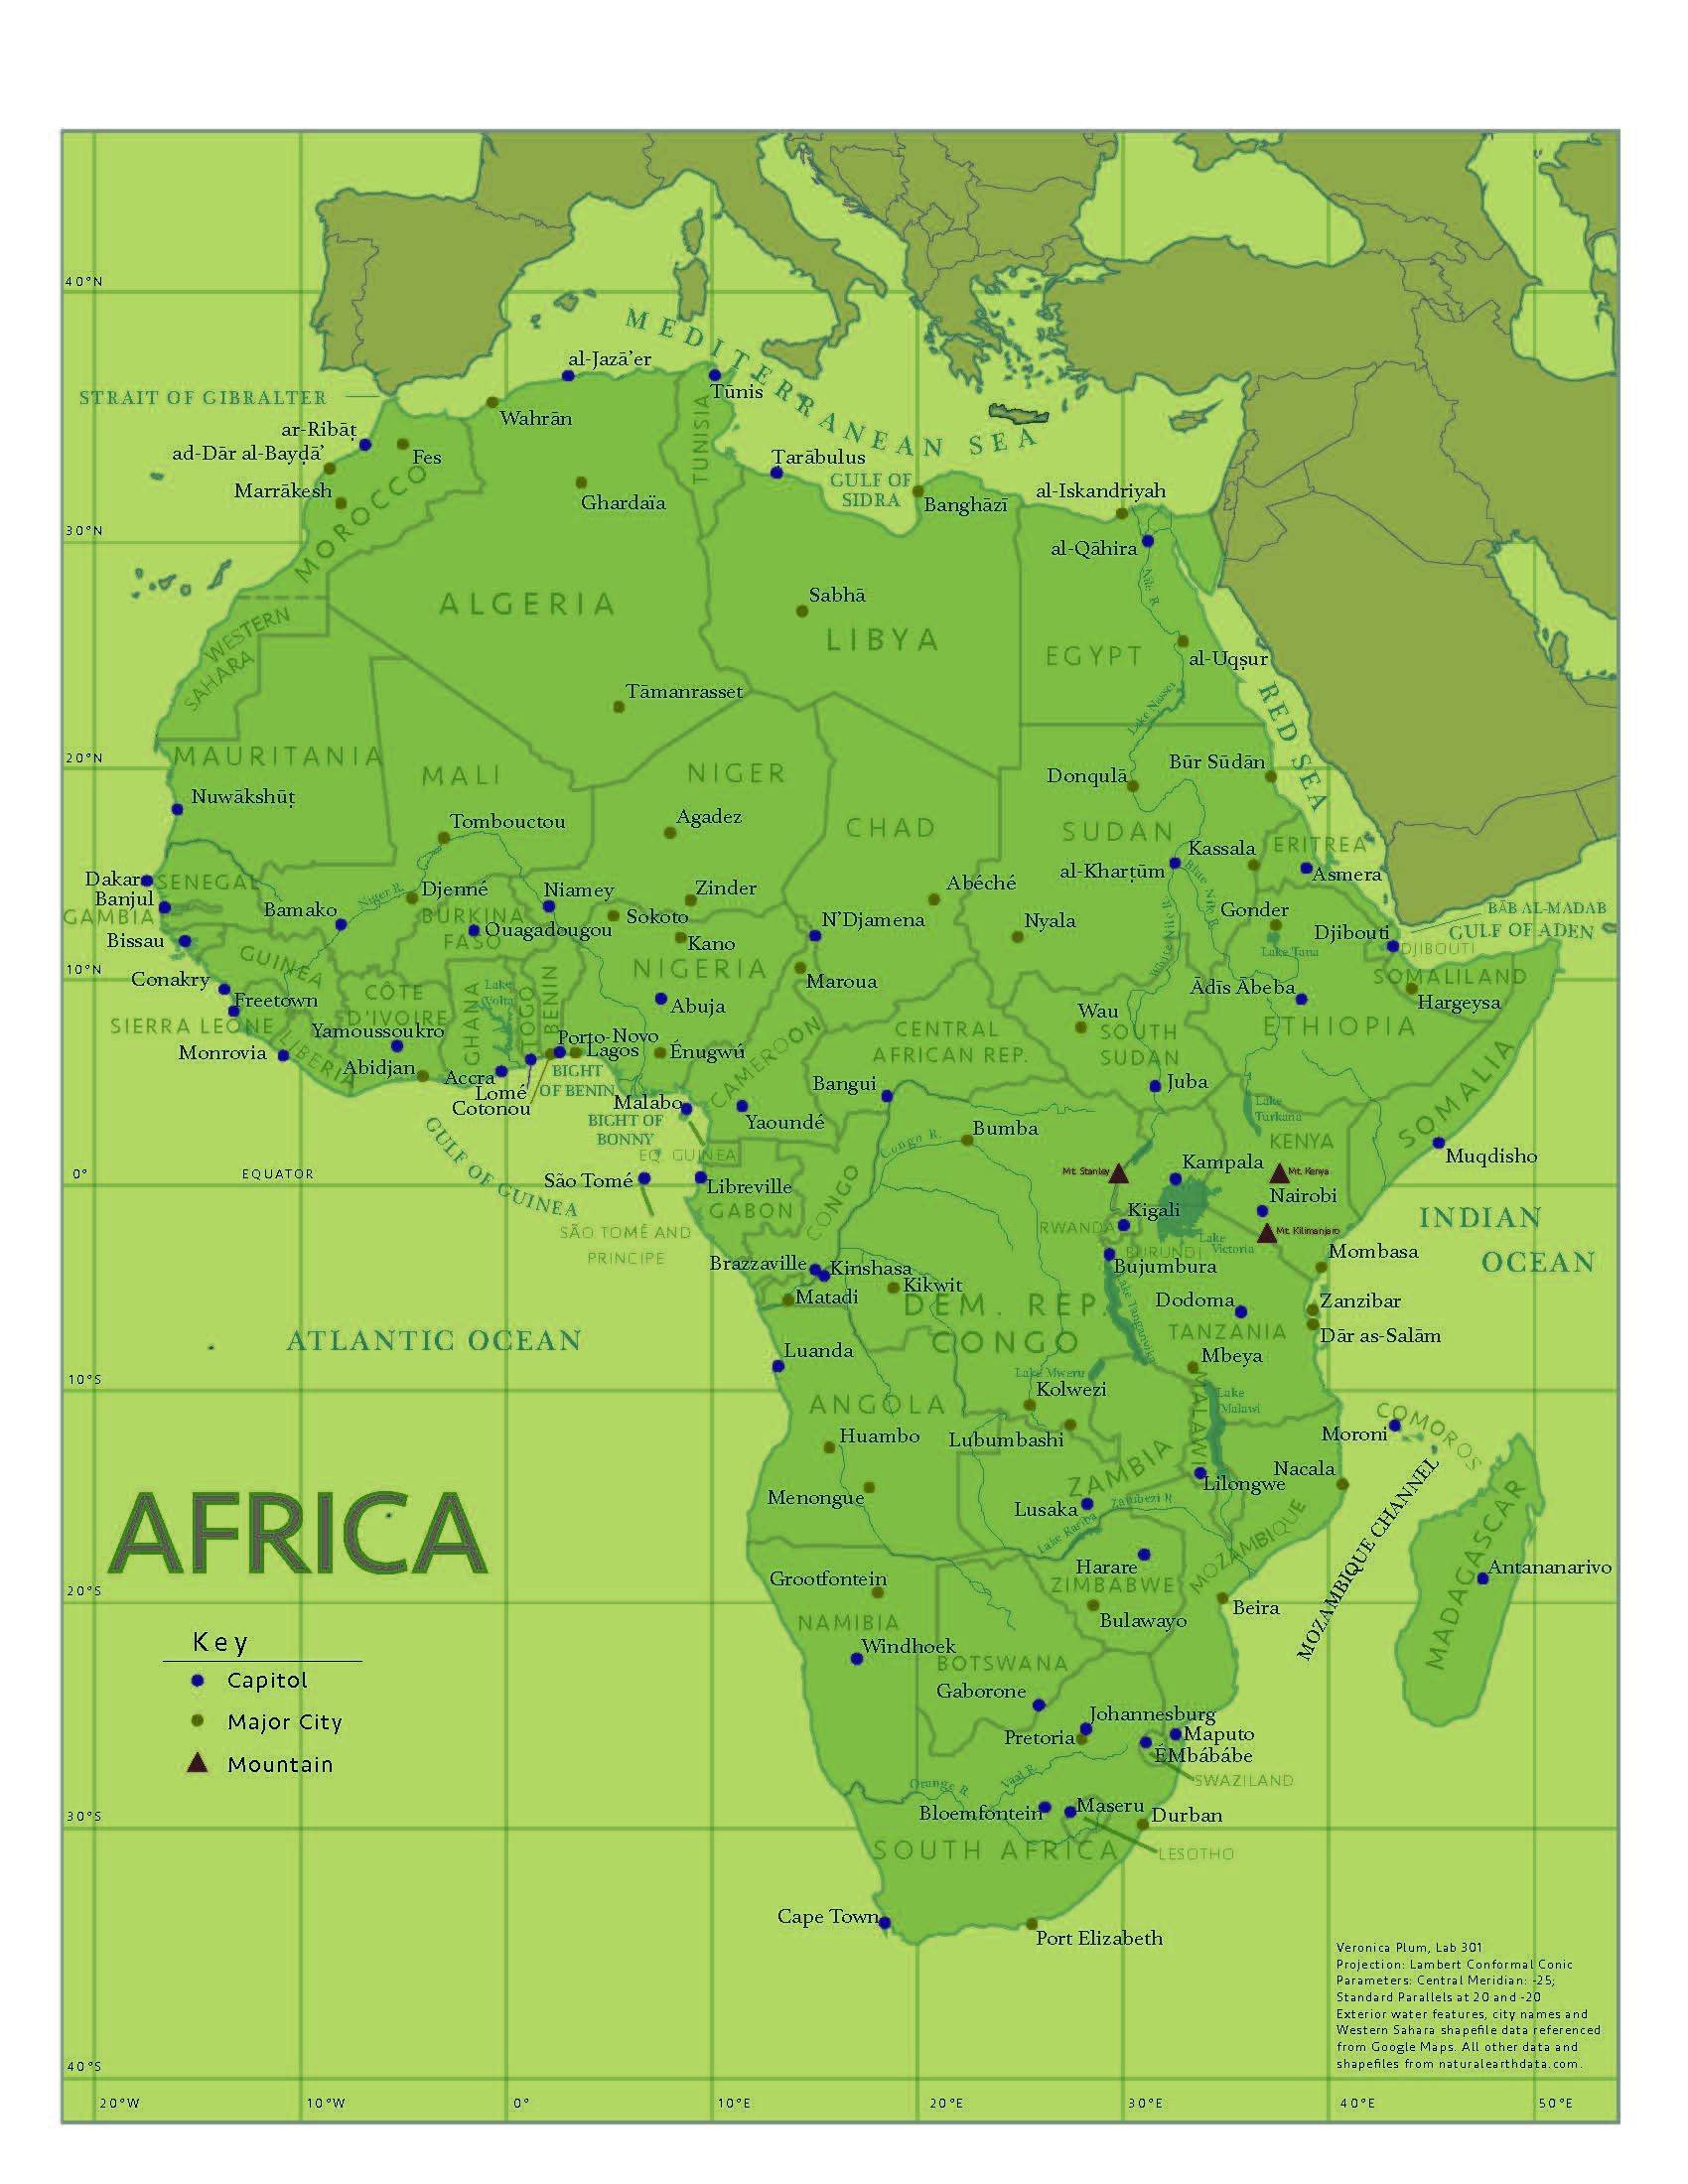 40°N
MEDITERRANEAN SEA
al-Jazā'er
Tūnis
STRAIT OF GIBRALTER
Wahrān
ar-Ribāṭ
ad-Dār al-Bayḍā'
Fes
TUNISIA
Tarābulus
GULF OF
SIDRA
Marrākesh
Ghardaïa
Banghāzī
al-Iskandriyah
MOROCCO
30°N
al-Qāhira
Nile R.
ALGERIA
Sabhā
LIBYA
EGYPT
al-Uqṣur
WESTERN
SAHARA
Tāmanrasset
Lake Nasser
RED SEA
MAURITANIA
20°N
MALI
NIGER
Donqulā
Būr Sūdān
Nuwākshūṭ
Tombouctou
Agadez
CHAD
SUDAN
Kassala
ERITREA
Dakar
SENEGAL
Banjul
GAMBIA
Bamako
Niger R.
Djenné
Niamey
Zinder
Abéché
al-Kharṭūm
Blue Nile R.
Asmera
BURKINA
FASO
Ouagadougou
Sokoto
Kano
N'Djamena
Nyala
White Nile R.
Gonder
Lake Tana
Djibouti
DJIBOUTI
BĀB AL-MADAB
GULF OF ADEN
Bissau
GUINEA
10°N
Conakry
Freetown
SIERRA LEONE
CÔTE
D'IVOIRE
Yamoussoukro
GHANA
Lake
Volta
TOGO
BENIN
NIGERIA
Abuja
Maroua
Ādīs Ābeba
SOMALILAND
Hargeysa
Wau
SOUTH
SUDAN
ETHIOPIA
CENTRAL
AFRICAN REP.
Monrovia
LIBERIA
Abidjan
Accra
Lomé
Cotonou
Porto-Novo
Lagos
Énugwú
CAMEROON
BIGHT
OF BENIN
Malabo
BIGHT OF
BONNY
Yaoundé
Bangui
Juba
Lake
Turkana
SOMALIA
GULF OF GUINEA
EQ. GUINEA
Congo R.
Bumba
KENYA
Muqdisho
0°
EQUATOR
São Tomé
Libreville
GABON
CONGO
Mt. Stanley
Kampala
Mt. Kenya
Nairobi
SÃO TOMÉ AND
PRINCIPE
RWANDA
Kigali
Lake
Victoria
Mt. Kilimanjaro
INDIAN
OCEAN
BURUNDI
Bujumbura
Mombasa
Brazzaville
Kinshasa
Matadi
Kikwit
DEM. REP.
CONGO
Lake Tanganyika
Dodoma
TANZANIA
Zanzibar
Dār as-Salām
ATLANTIC OCEAN
Luanda
Mbeya
10°S
Lake Mweru
Kolwezi
MALAWI
Lake
Malawi
ANGOLA
Huambo
Lubumbashi
COMOROS
Moroni
Menongue
ZAMBIA
Lusaka
Zambezi R.
Lilongwe
Nacala
MOZAMBIQUE CHANNEL
MADAGASCAR
AFRICA
Lake Kariba
MOZAMBIQUE
Harare
ZIMBABWE
Antananarivo
20°S
Grootfontein
NAMIBIA
Bulawayo
Beira
Key
Capitol
Major City
Mountain
Windhoek
BOTSWANA
Gaborone
Johannesburg
Pretoria
Maputo
ÉMbábábe
SWAZILAND
Orange R.
Vaal R.
Bloemfontein
Maseru
Durban
30°S
SOUTH AFRICA
LESOTHO
Cape Town
Port Elizabeth
Veronica Plum, Lab 301
Projection: Lambert Conformal Conic
Parameters: Central Meridian: -25;
Standard Parallels at 20 and -20
Exterior water features, city names and
Western Sahara shapefile data referenced
from Google Maps. All other data and
shapefiles from naturalearthdata.com.
40°S
20°W
10°W
0°
10°E
20°E
30°E
40°E
50°E